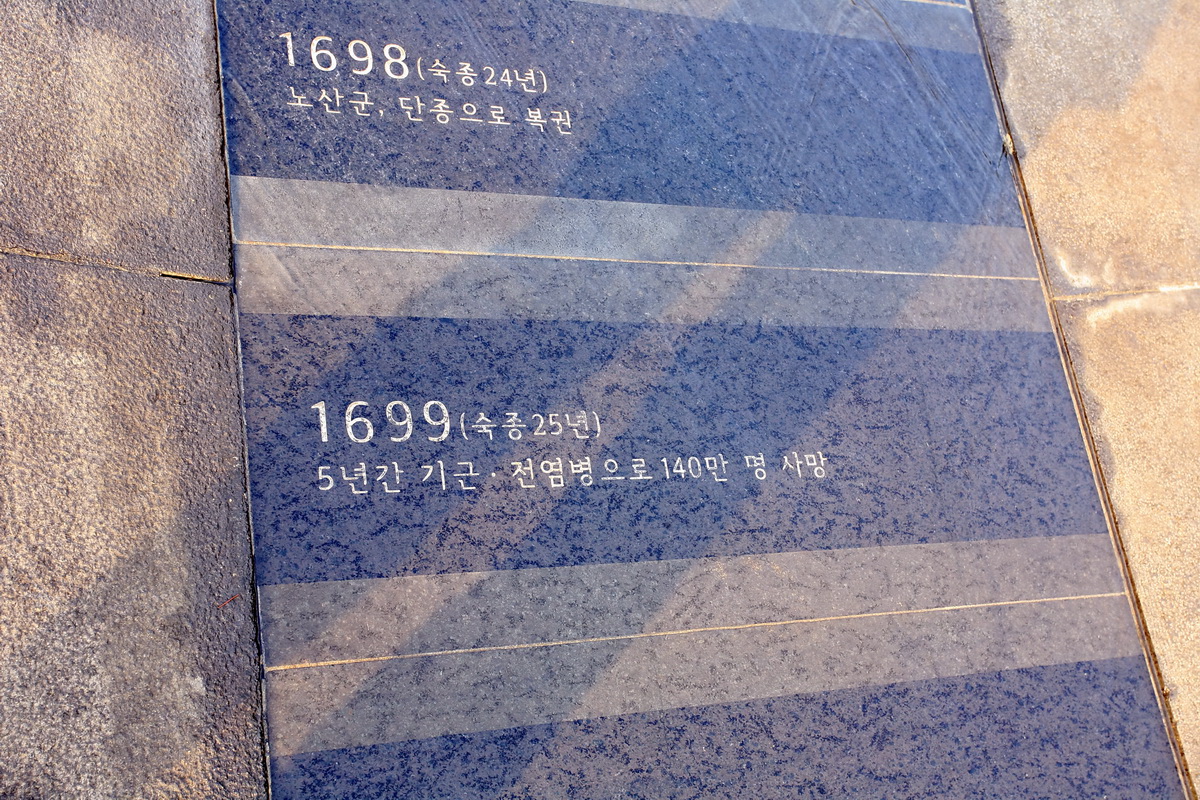 1698(숙종 24년)
노산군, 단종으로 복권
1699(숙종 25년)
5년간 기근·전염병으로 140만 명 사망